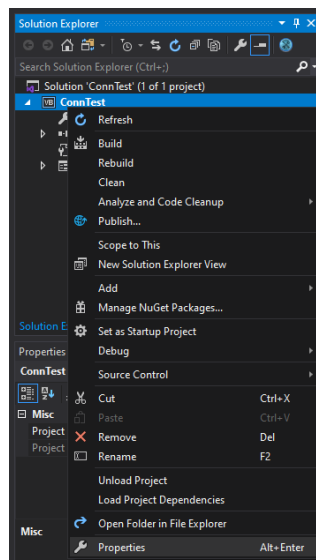 Solution Explorer
Search Solution Explorer (Ctrl+;)
Solution 'ConnTest' (1 of 1 project)
VB ConnTest
Refresh
Build
Rebuild
Clean
Analyze and Code Cleanup
Publish...
Scope to This
New Solution Explorer View
Add
Manage NuGet Packages...
Solution E
Set as Startup Project
Properties
Debug
ConnTest
Source Control
Cut Ctrl+X
Misc
Paste Ctrl+V
Project
Remove Del
Project
Rename F2
Unload Project
Load Project Dependencies
Open Folder in File Explorer
Misc
Properties Alt+Enter